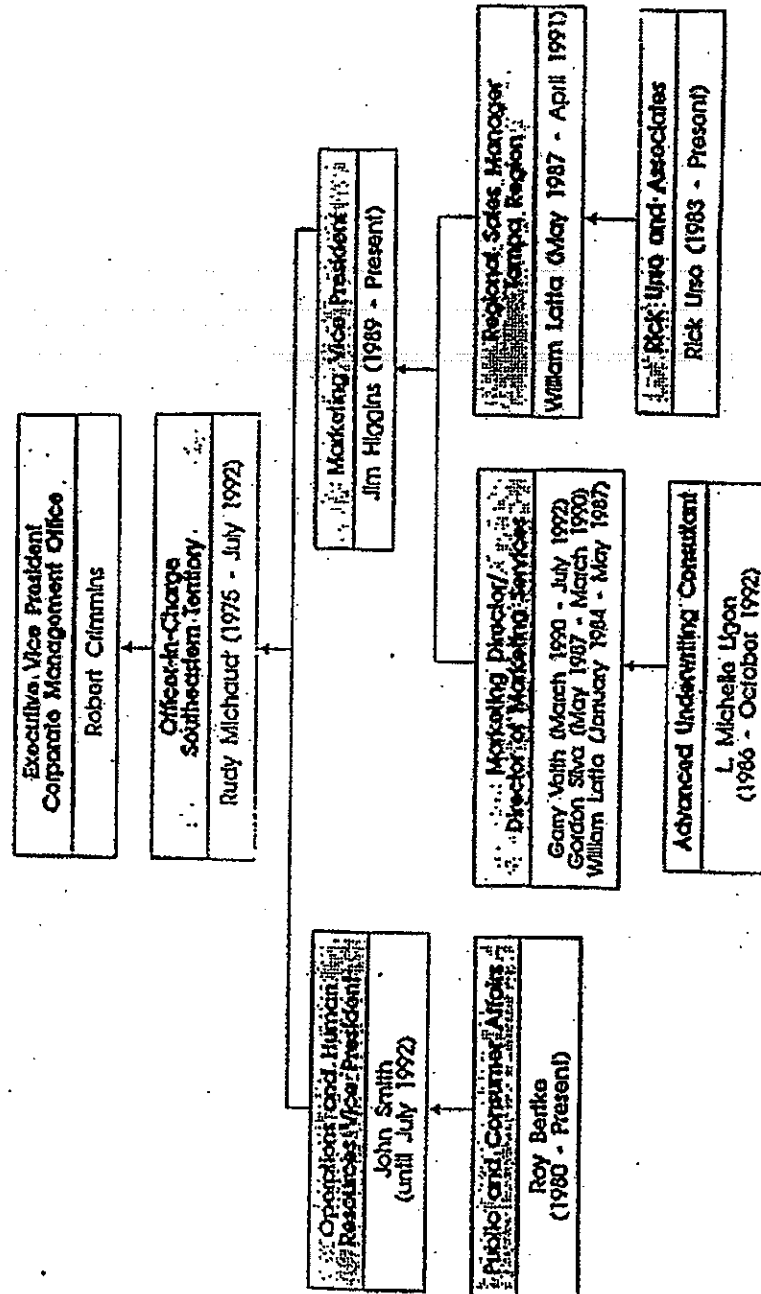 Executive Vice President
Corporate Management Office
Robert Crimmins
Officer-In-Charge
Southeastern Territory
Rudy Michaud (1975 - July 1992)
Operations and Human
Resources Vice President
John Smith
(until July 1992)
Marketing Vice President
Jim Higgins (1989 - Present)
Public and Consumer Affairs
Roy Bertke
(1980 - Present)
Marketing Director/
Director of Marketing Services
Garry Voith (March 1990 - July 1992)
Gordon Silva (May 1987 - March 1990)
William Latta (January 1984 - May 1987)
Regional Sales Manager
Tampa Region
William Latta (May 1987 - April 1991)
Advanced Underwriting Consultant
L. Michelle Ligon
(1986 - October 1992)
Rick Urso and Associates
Rick Urso (1983 - Present)